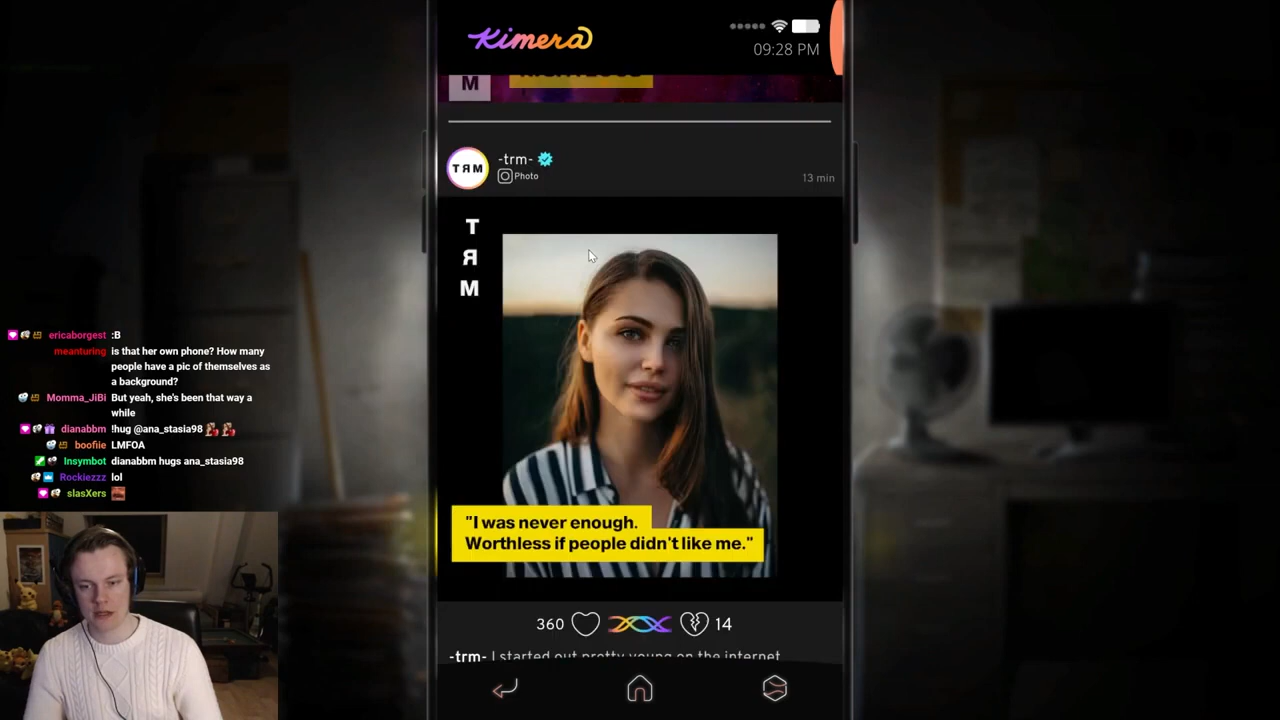 Kimera
09:28 PM
M
-trm-
Photo
13 min
TЯM
T
Я
M
"I was never enough.
Worthless if people didn't like me."
360
14
-trm- I started out pretty young on the internet
ericaborgest :B
meanturing is that her own phone? How many
people have a pic of themselves as
a background?
Momma_JiBi But yeah, she's been that way a
while
dianabbm !hug @ana_stasia98
boofiie LMFOA
Insymbot dianabbm hugs ana_stasia98
Rockiezzz lol
slasXers